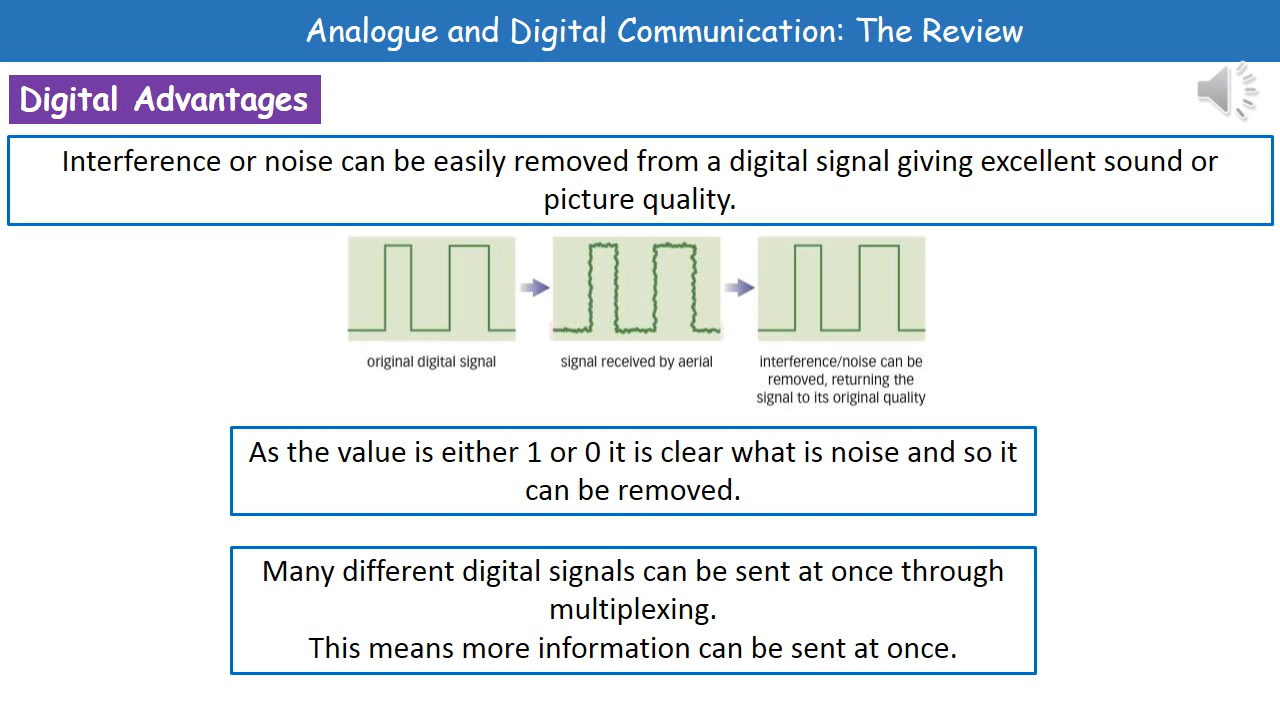 Analogue and Digital Communication: The Review
Digital Advantages
Interference or noise can be easily removed from a digital signal giving excellent sound or
picture quality.
original digital signal
signal received by aerial
interference/noise can be
removed, returning the
signal to its original quality
As the value is either 1 or 0 it is clear what is noise and so it
can be removed.
Many different digital signals can be sent at once through
multiplexing.
This means more information can be sent at once.